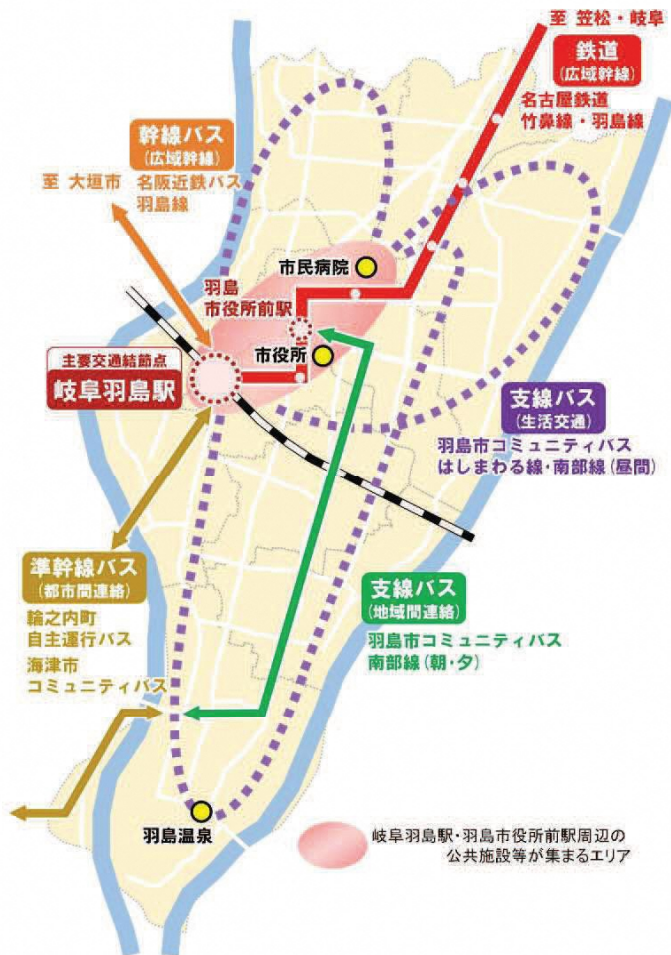 至 笠松・岐阜
鉄道
(広域幹線)
名古屋鉄道
竹鼻線・羽島線
幹線バス
(広域幹線)
至 大垣市 名阪近鉄バス
羽島線
市民病院
羽島
市役所前駅
市役所
主要交通結節点
岐阜羽島駅
支線バス
(生活交通)
羽島市コミュニティバス
はしまわる線・南部線(昼間)
準幹線バス
(都市間連絡)
輪之内町
自主運行バス
海津市
コミュニティバス
支線バス
(地域間連絡)
羽島市コミュニティバス
南部線(朝・夕)
羽島温泉
岐阜羽島駅・羽島市役所前駅周辺の
公共施設等が集まるエリア